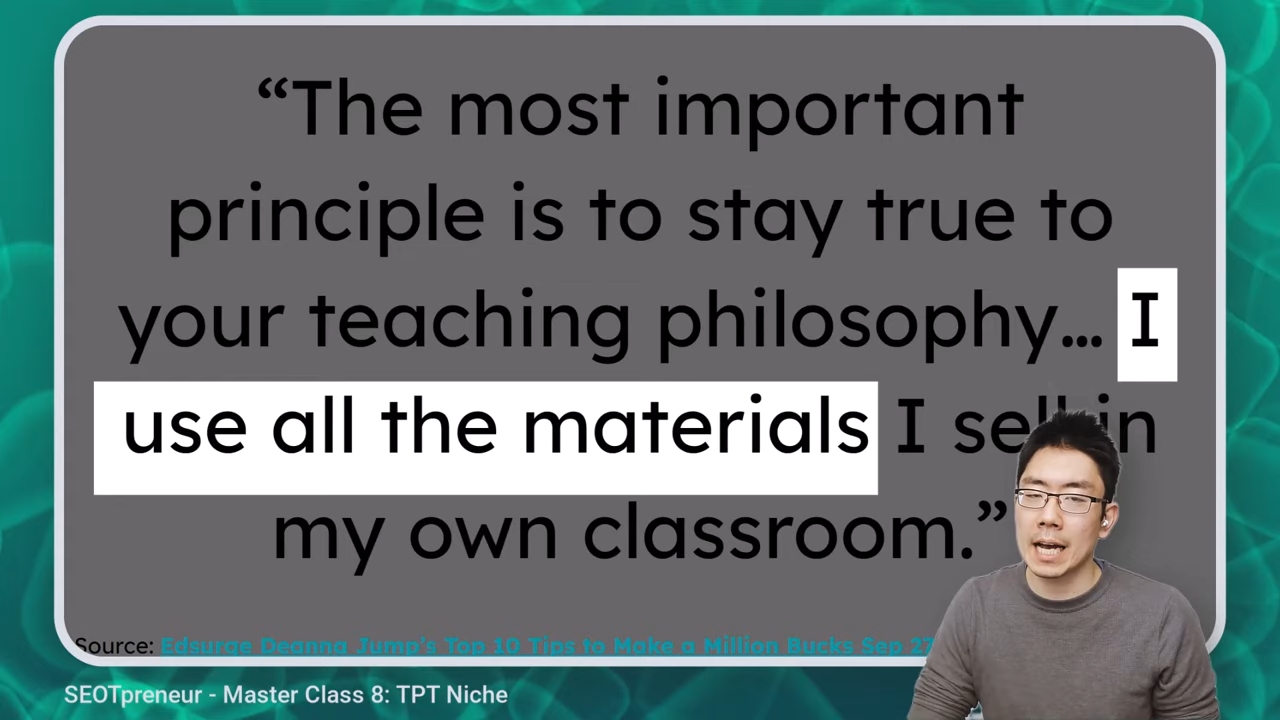 “The most important
principle is to stay true to
your teaching philosophy... I
use all the materials I sell in
my own classroom.”
Source: Edsurge Deanna Jump's Top 10 Tips to Make a Million Bucks Sep 27
SEOTpreneur - Master Class 8: TPT Niche